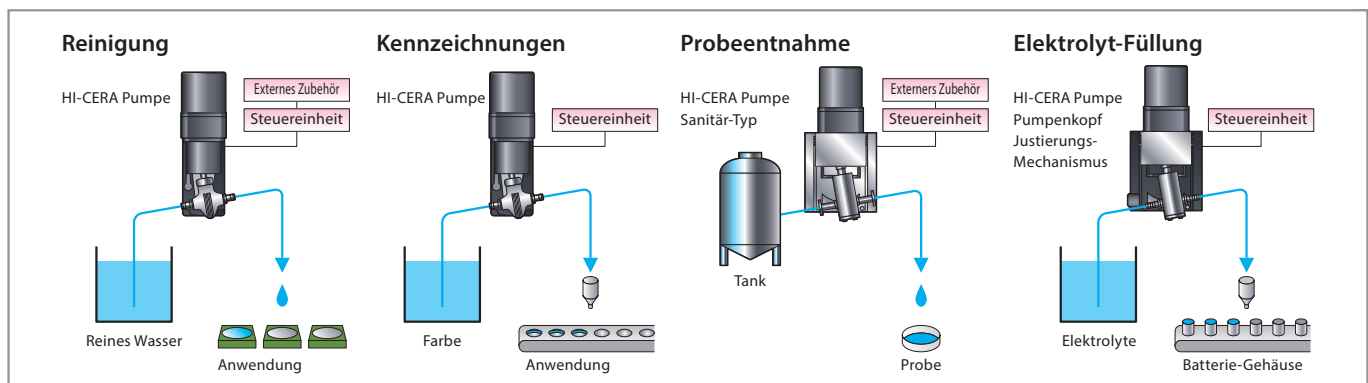 Reinigung
HI-CERA Pumpe
Externes Zubehör
Steuereinheit
Reines Wasser
Anwendung
Kennzeichnungen
HI-CERA Pumpe
Steuereinheit
Farbe
Anwendung
Probeentnahme
HI-CERA Pumpe
Sanitär-Typ
Externers Zubehör
Steuereinheit
Tank
Probe
Elektrolyt-Füllung
HI-CERA Pumpe
Pumpenkopf
Justierungs-
Mechanismus
Steuereinheit
Elektrolyte
Batterie-Gehäuse